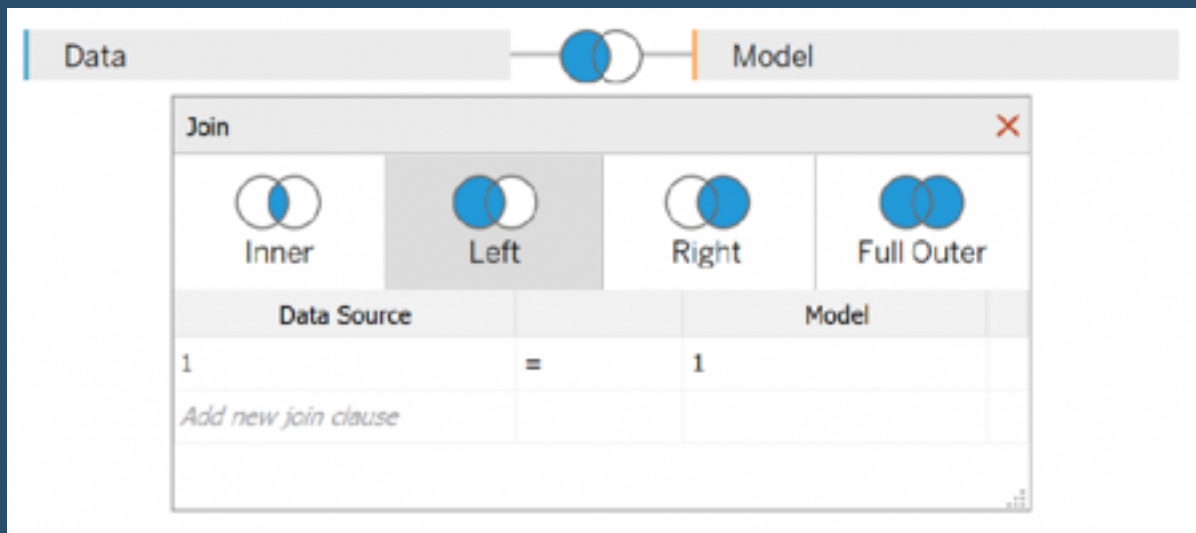 Data Model
Join
Inner Left Right Full Outer
Data Source Model
1 = 1
Add new join clause